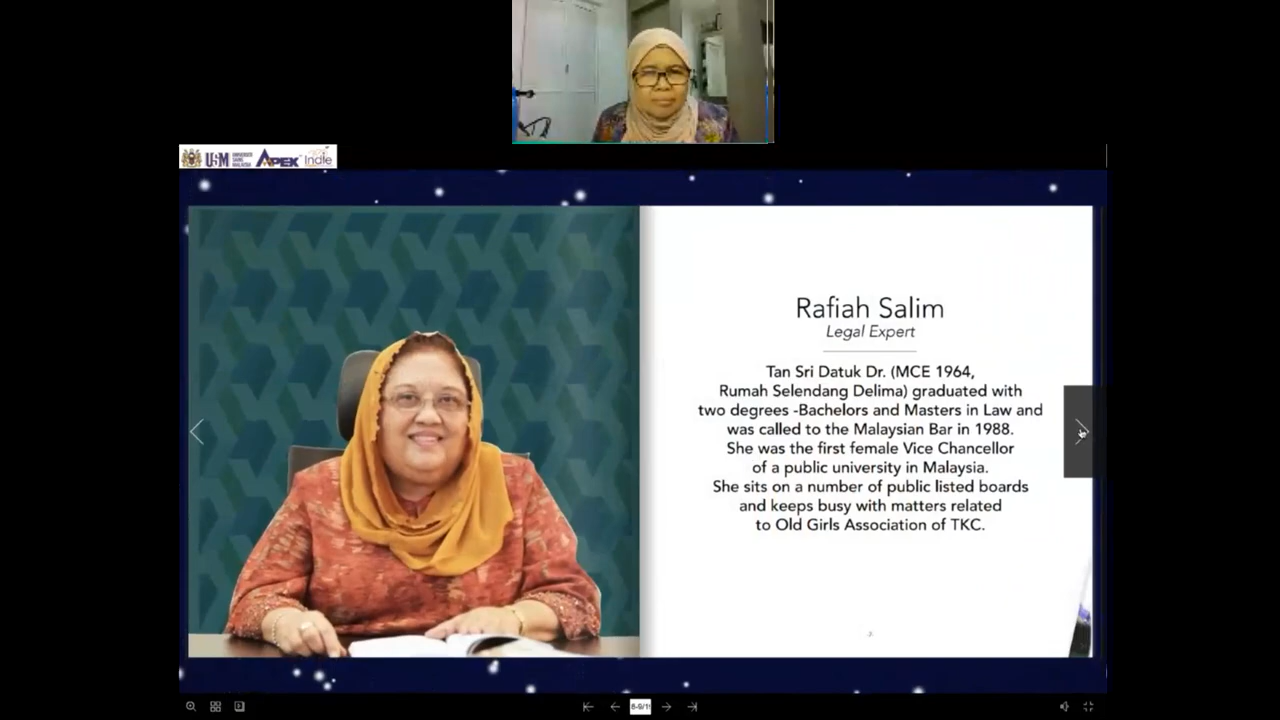 USM
UNIVERSITI
SAINS
MALAYSIA
APEX
Indie
Rafiah Salim
Legal Expert
Tan Sri Datuk Dr. (MCE 1964,
Rumah Selendang Delima) graduated with
two degrees -Bachelors and Masters in Law and
was called to the Malaysian Bar in 1988.
She was the first female Vice Chancellor
of a public university in Malaysia.
She sits on a number of public listed boards
and keeps busy with matters related
to Old Girls Association of TKC.